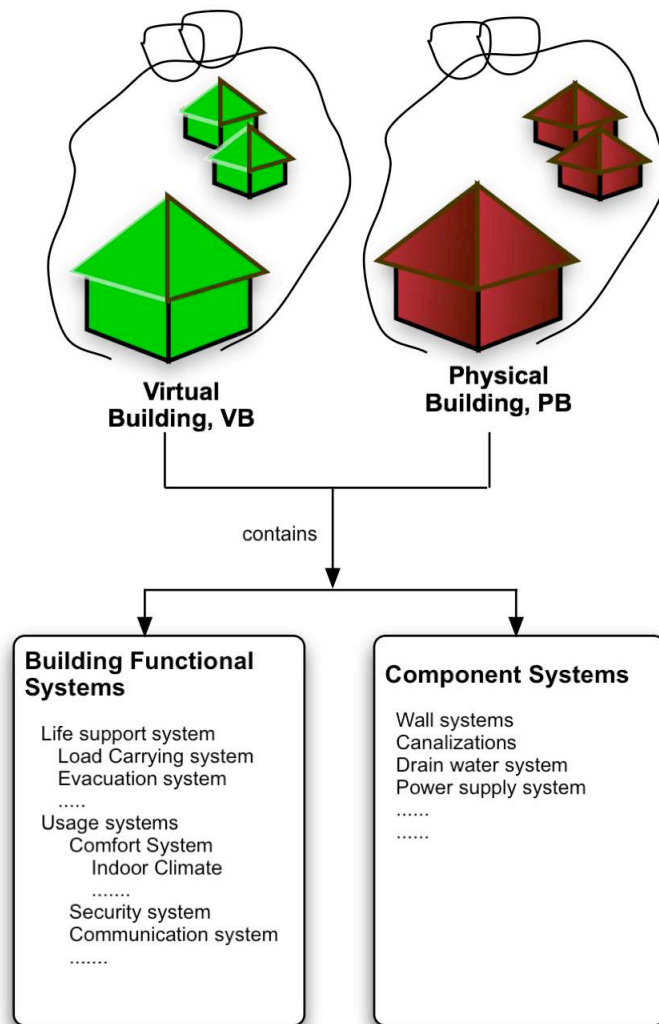 Virtual
Building, VB
Physical
Building, PB
contains
Building Functional
Systems
Life support system
Load Carrying system
Evacuation system
.....
Usage systems
Comfort System
Indoor Climate
.......
Security system
Communication system
.......
Component Systems
Wall systems
Canalizations
Drain water system
Power supply system
......
......